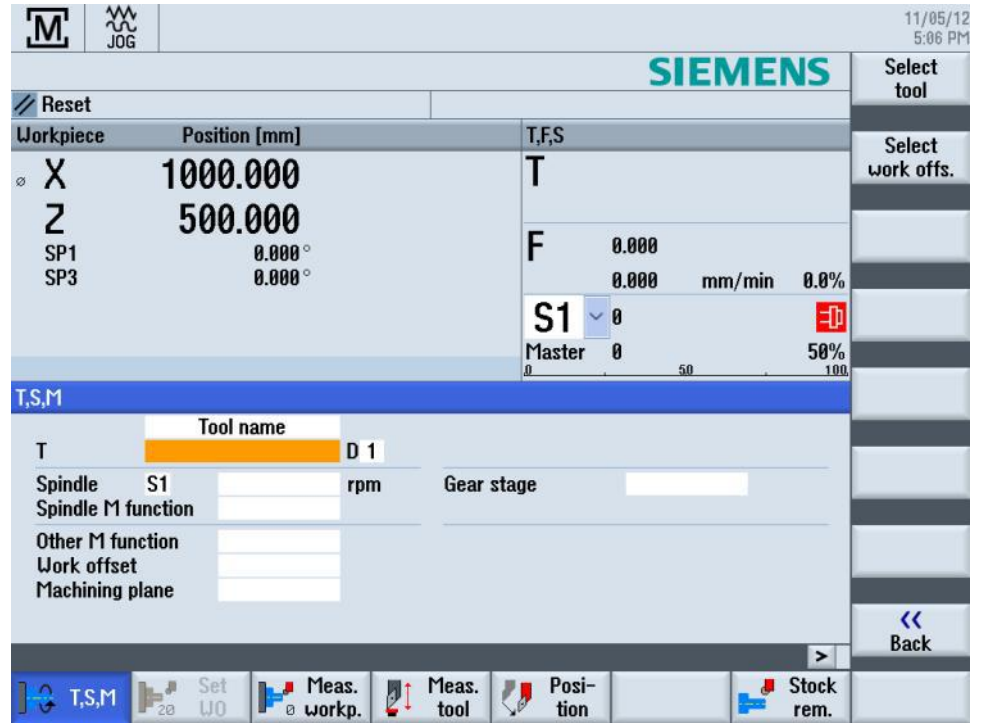 M
JOG
11/05/12
5:06 PM
SIEMENS
Select
tool
// Reset
Workpiece Position [mm]
T,F,S
Select
work offs.
ø X 1000.000
T
Z 500.000
SP1 0.000°
SP3 0.000°
F 0.000
0.000 mm/min 0.0%
S1 0
Master 0 50%
0 50 100
T,S,M
Tool name
T D 1
Spindle S1 rpm Gear stage
Spindle M function
Other M function
Work offset
Machining plane
<<
Back
>
T,S,M
20
Set
WO
ø
Meas.
workp.
Meas.
tool
Posi-
tion
Stock
rem.